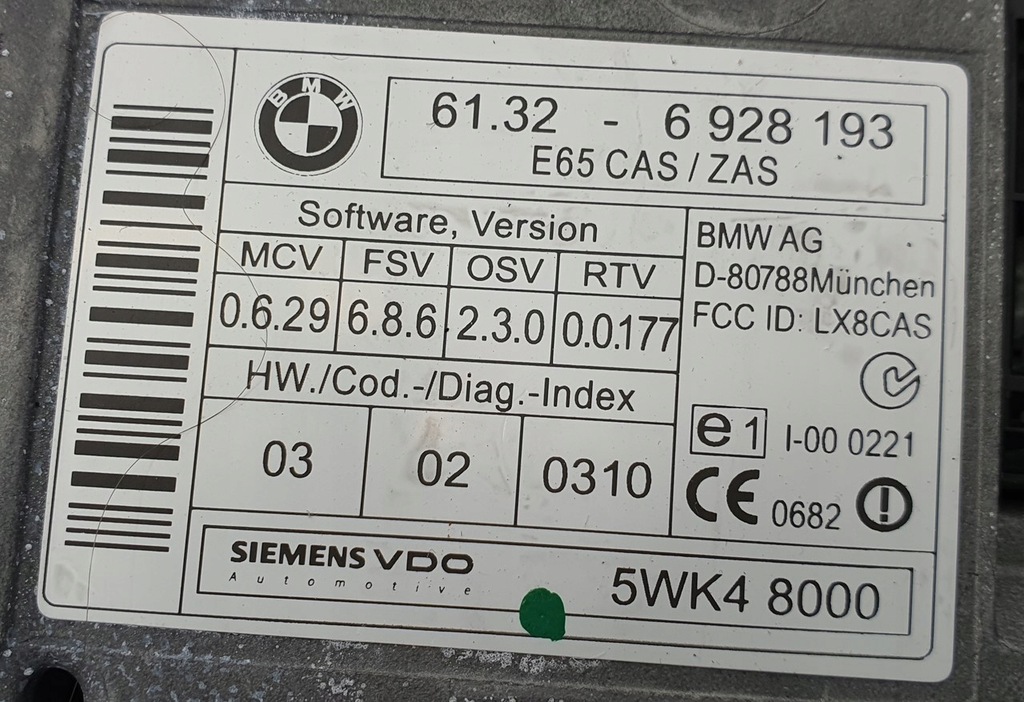 BMW
61.32 - 6 928 193
E65 CAS / ZAS
Software, Version
MCV FSV OSV RTV
0.6.29 6.8.6 2.3.0 0.0.177
HW./Cod.-/Diag.-Index
03 02 0310
BMW AG
D-80788München
FCC ID: LX8CAS
e1 I-00 0221
CE 0682
SIEMENS VDO
Automotive
5WK4 8000